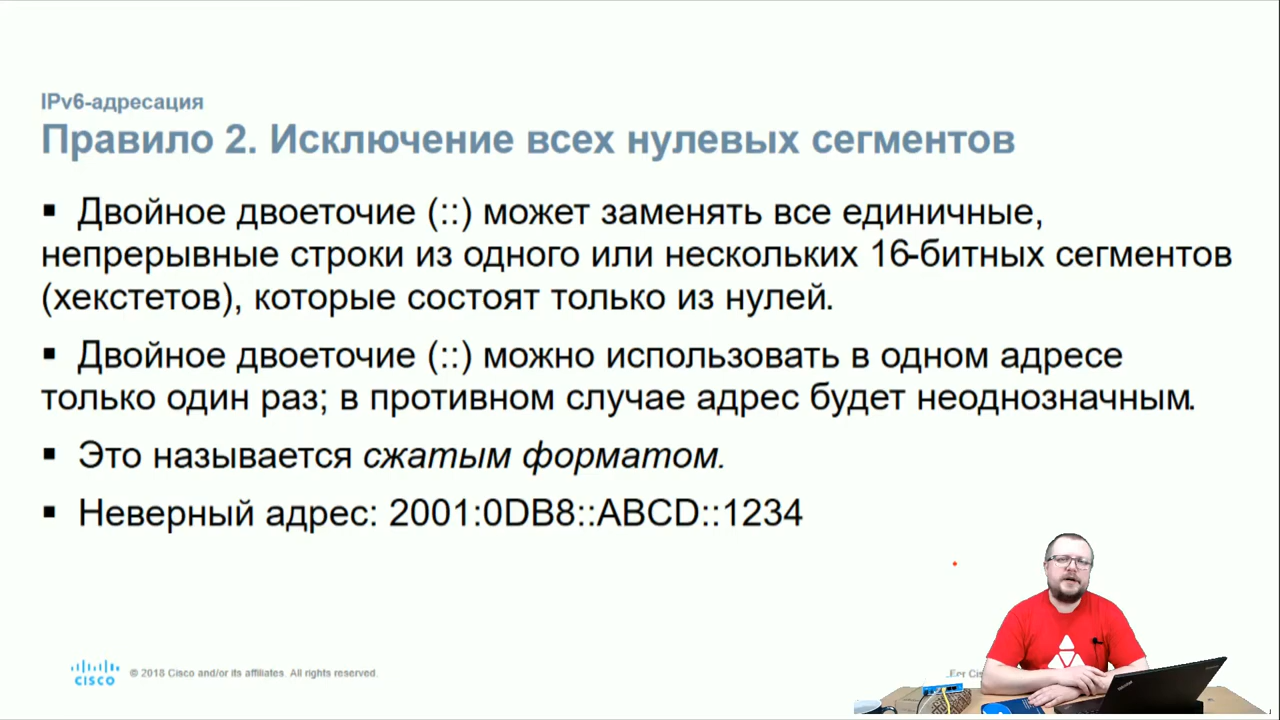 IPv6-адресация
Правило 2. Исключение всех нулевых сегментов
▪ Двойное двоеточие (::) может заменять все единичные,
непрерывные строки из одного или нескольких 16-битных сегментов
(хекстетов), которые состоят только из нулей.
▪ Двойное двоеточие (::) можно использовать в одном адресе
только один раз; в противном случае адрес будет неоднозначным.
▪ Это называется сжатым форматом.
▪ Неверный адрес: 2001:0DB8::ABCD::1234
CISCO
© 2018 Cisco and/or its affiliates. All rights reserved.